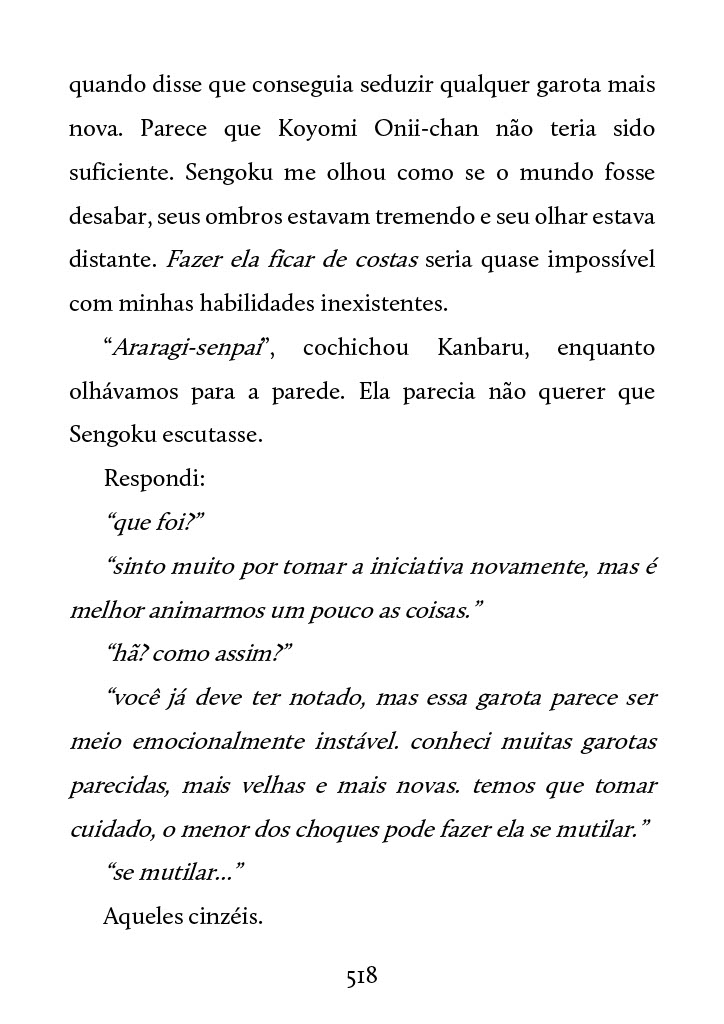 quando disse que conseguia seduzir qualquer garota mais
nova. Parece que Koyomi Onii-chan não teria sido
suficiente. Sengoku me olhou como se o mundo fosse
desabar, seus ombros estavam tremendo e seu olhar estava
distante. Fazer ela ficar de costas seria quase impossível
com minhas habilidades inexistentes.
“Araragi-senpai”, cochichou Kanbaru, enquanto
olhávamos para a parede. Ela parecia não querer que
Sengoku escutasse.
Respondi:
“que foi?”
“sinto muito por tomar a iniciativa novamente, mas é
melhor animarmos um pouco as coisas.”
“hã? como assim?”
“você já deve ter notado, mas essa garota parece ser
meio emocionalmente instável. conheci muitas garotas
parecidas, mais velhas e mais novas. temos que tomar
cuidado, o menor dos choques pode fazer ela se mutilar.”
“se mutilar...”
Aqueles cinzéis.
518